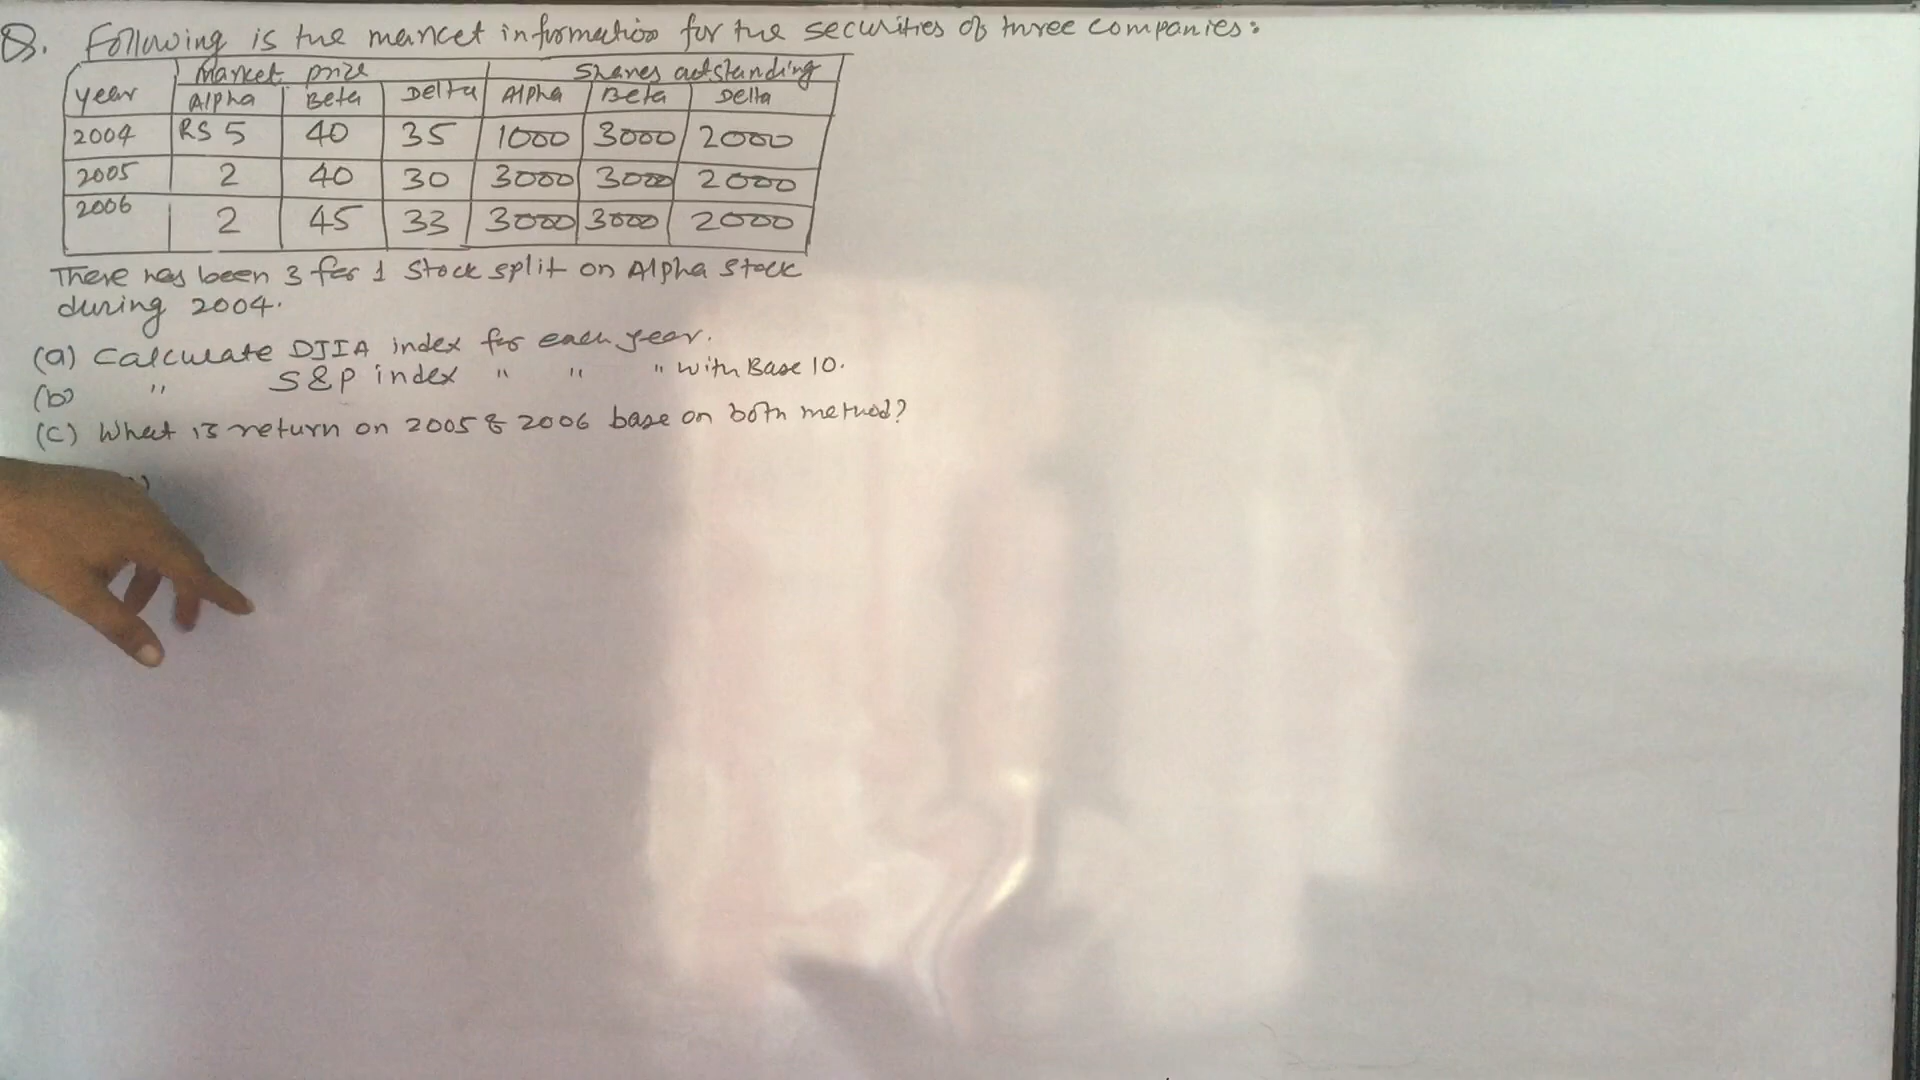 Q. Following is the market information for the securities of three companies:
year Market prize Shares outstanding
Alpha Beta Delta Alpha Beta Delta
2004 RS 5 40 35 1000 3000 2000
2005 2 40 30 3000 3000 2000
2006 2 45 33 3000 3000 2000
There has been 3 for 1 Stock split on Alpha Stock
during 2004.
(a) Calculate DJIA index for each year.
(b) " S&P index " " " with Base 10.
(c) What is return on 2005 & 2006 base on both method?